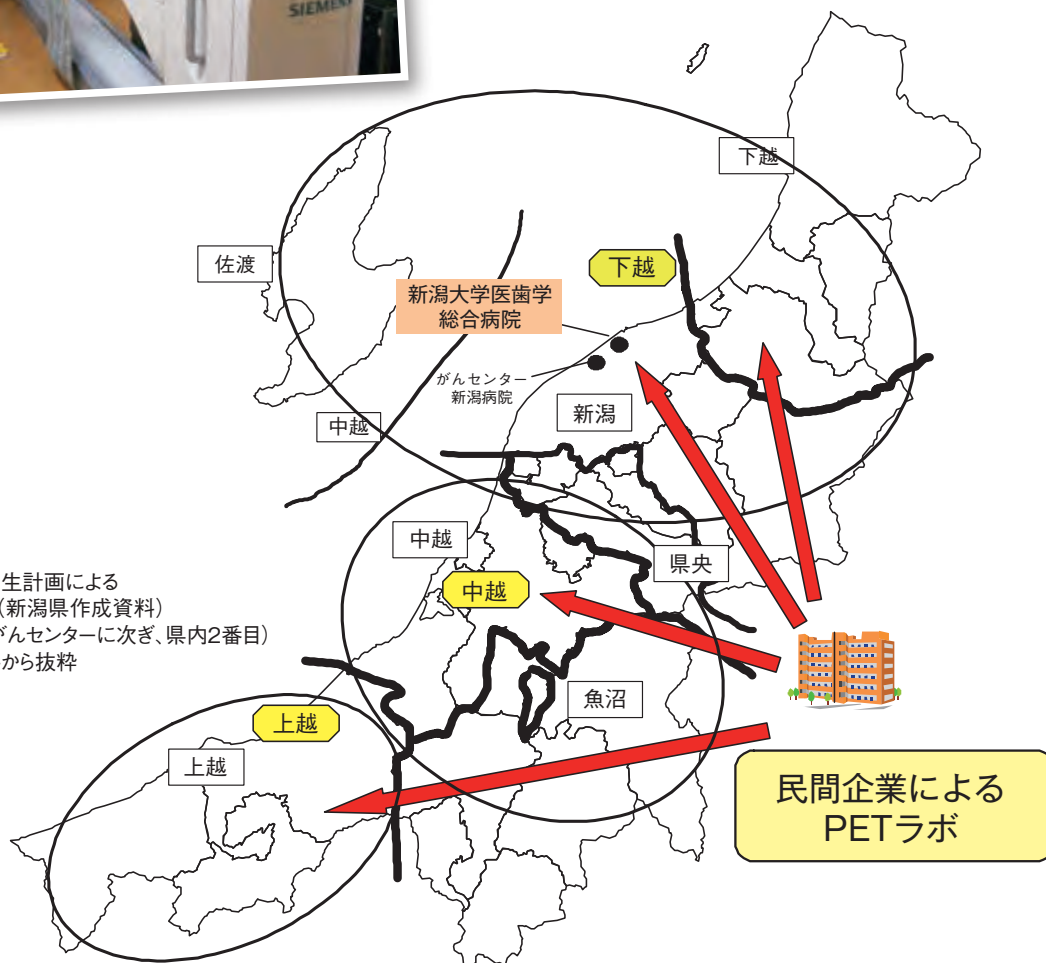 SIEMENS
下越
佐渡
下越
新潟大学医歯学
総合病院
がんセンター
新潟病院
新潟
中越
中越
県央
中越
生計画による
(新潟県作成資料)
がんセンターに次ぎ、県内2番目)
から抜粋
魚沼
上越
上越
民間企業による
PETラボ